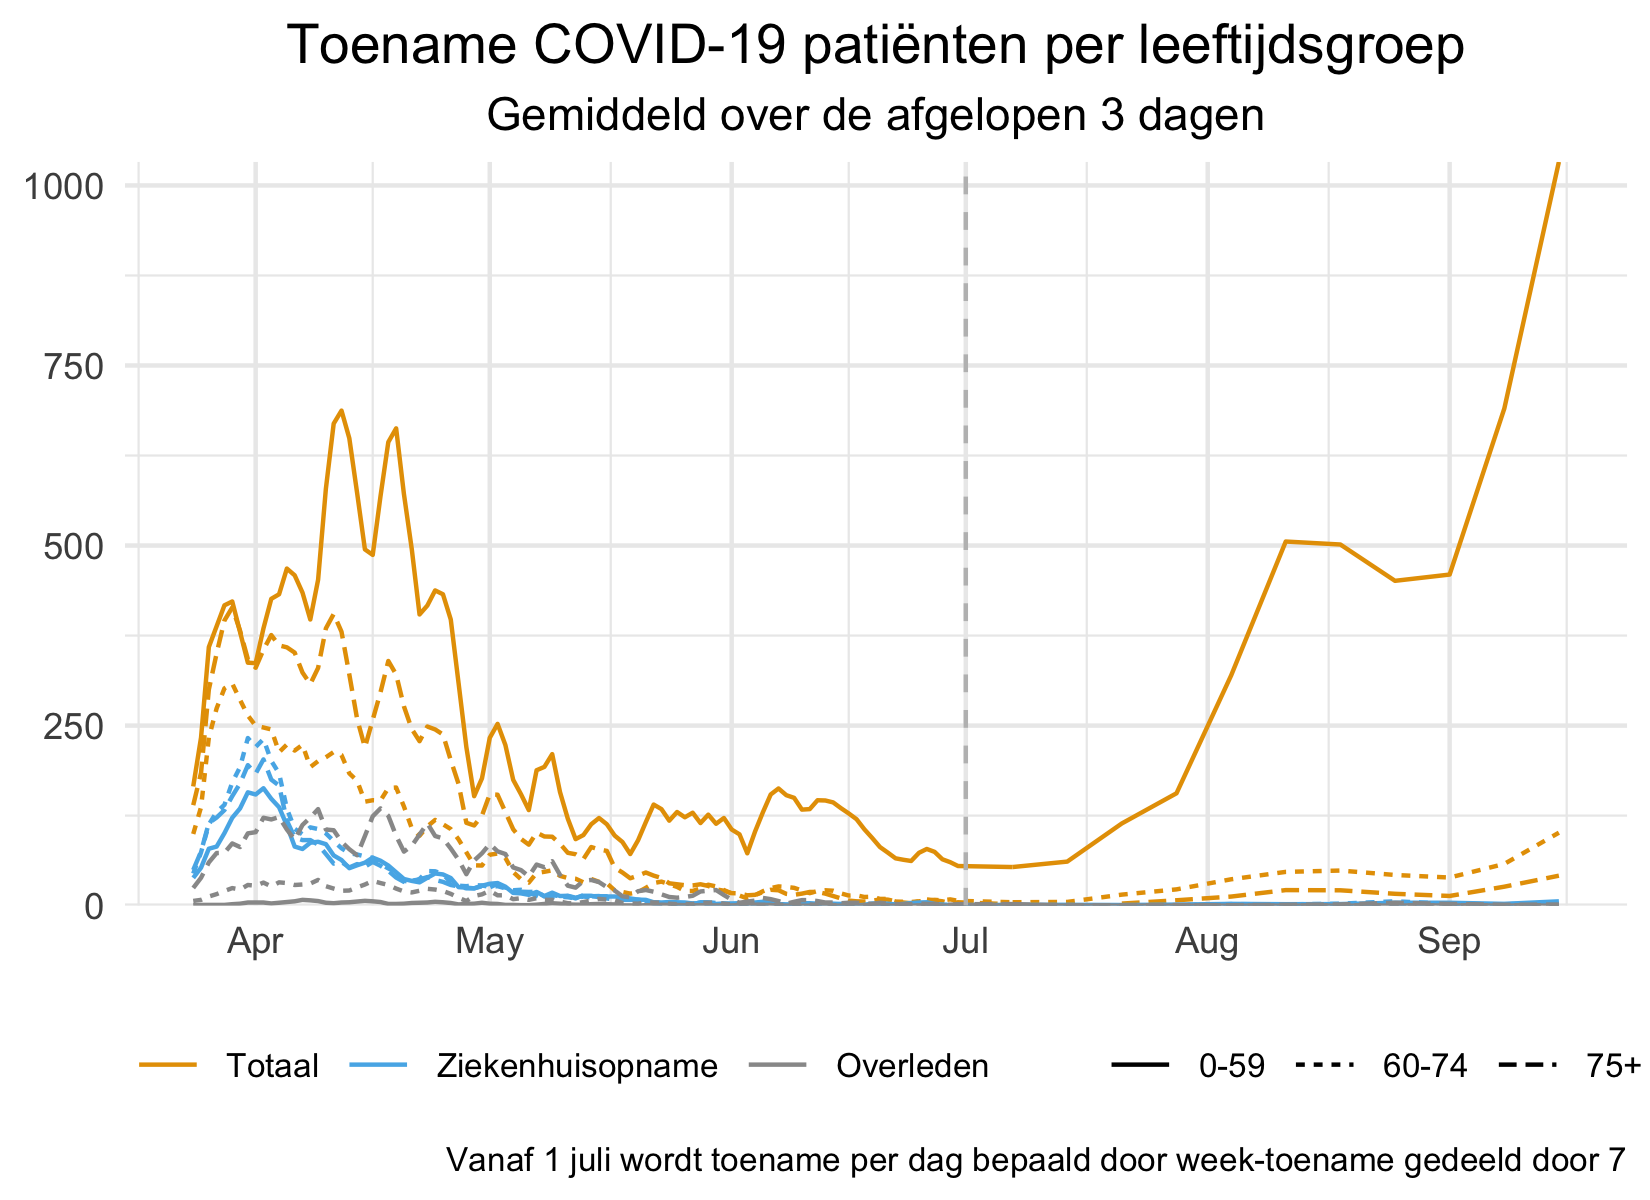 Toename COVID-19 patiënten per leeftijdsgroep
Gemiddeld over de afgelopen 3 dagen
1000
750
500
250
0
Apr May Jun Jul Aug Sep
Totaal Ziekenhuisopname Overleden 0-59 60-74 75+
Vanaf 1 juli wordt toename per dag bepaald door week-toename gedeeld door 7